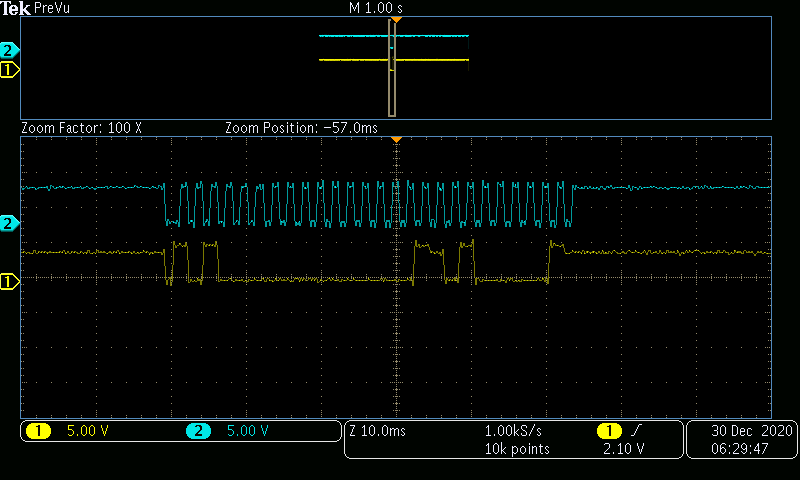 Tek PreVu M 1.00 s
2
1
Zoom Factor: 100 X Zoom Position: −57.0ms
2
1
1 5.00 V 2 5.00 V Z 10.0ms 1.00kS/s 1 30 Dec 2020
10k points 2.10 V 06:29:47